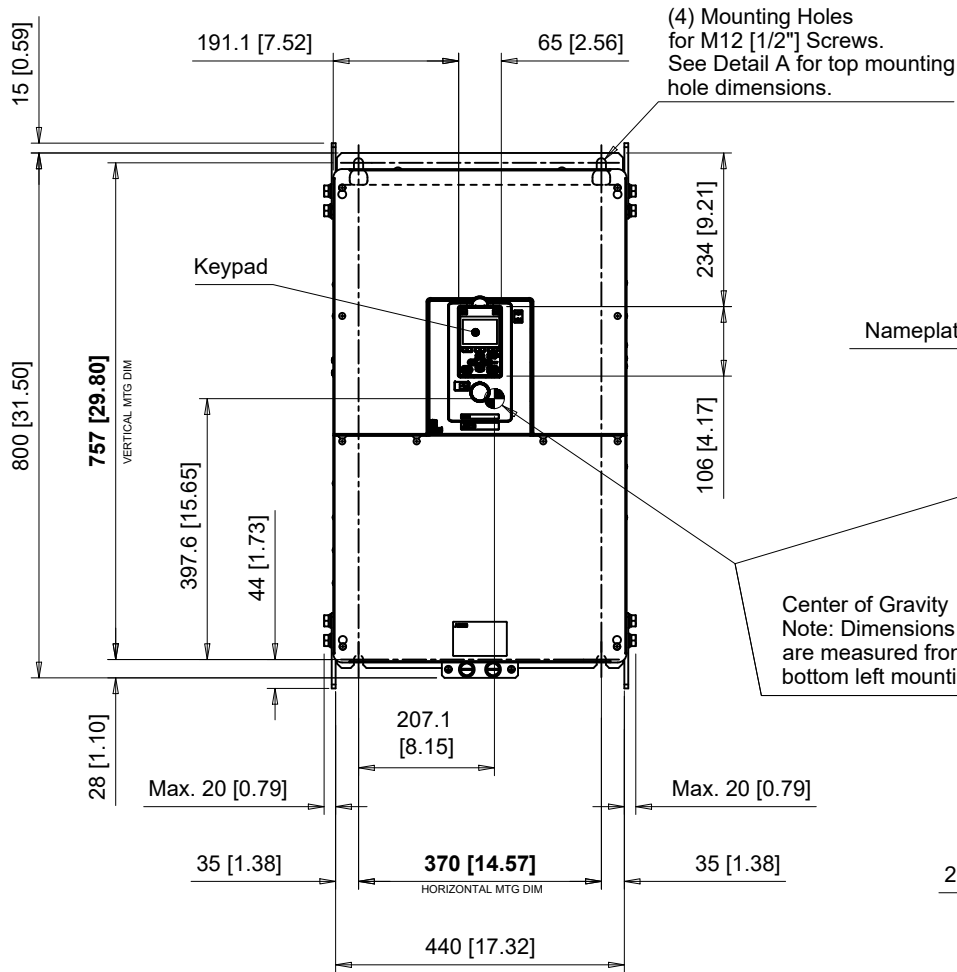 (4) Mounting Holes
for M12 [1/2"] Screws.
See Detail A for top mounting
hole dimensions.
191.1 [7.52]
65 [2.56]
15 [0.59]
234 [9.21]
Keypad
Nameplat
800 [31.50]
757 [29.80]
VERTICAL MTG DIM
106 [4.17]
397.6 [15.65]
44 [1.73]
Center of Gravity
Note: Dimensions
are measured fror
bottom left mounti
28 [1.10]
207.1
[8.15]
Max. 20 [0.79]
Max. 20 [0.79]
35 [1.38]
370 [14.57]
HORIZONTAL MTG DIM
35 [1.38]
2
440 [17.32]